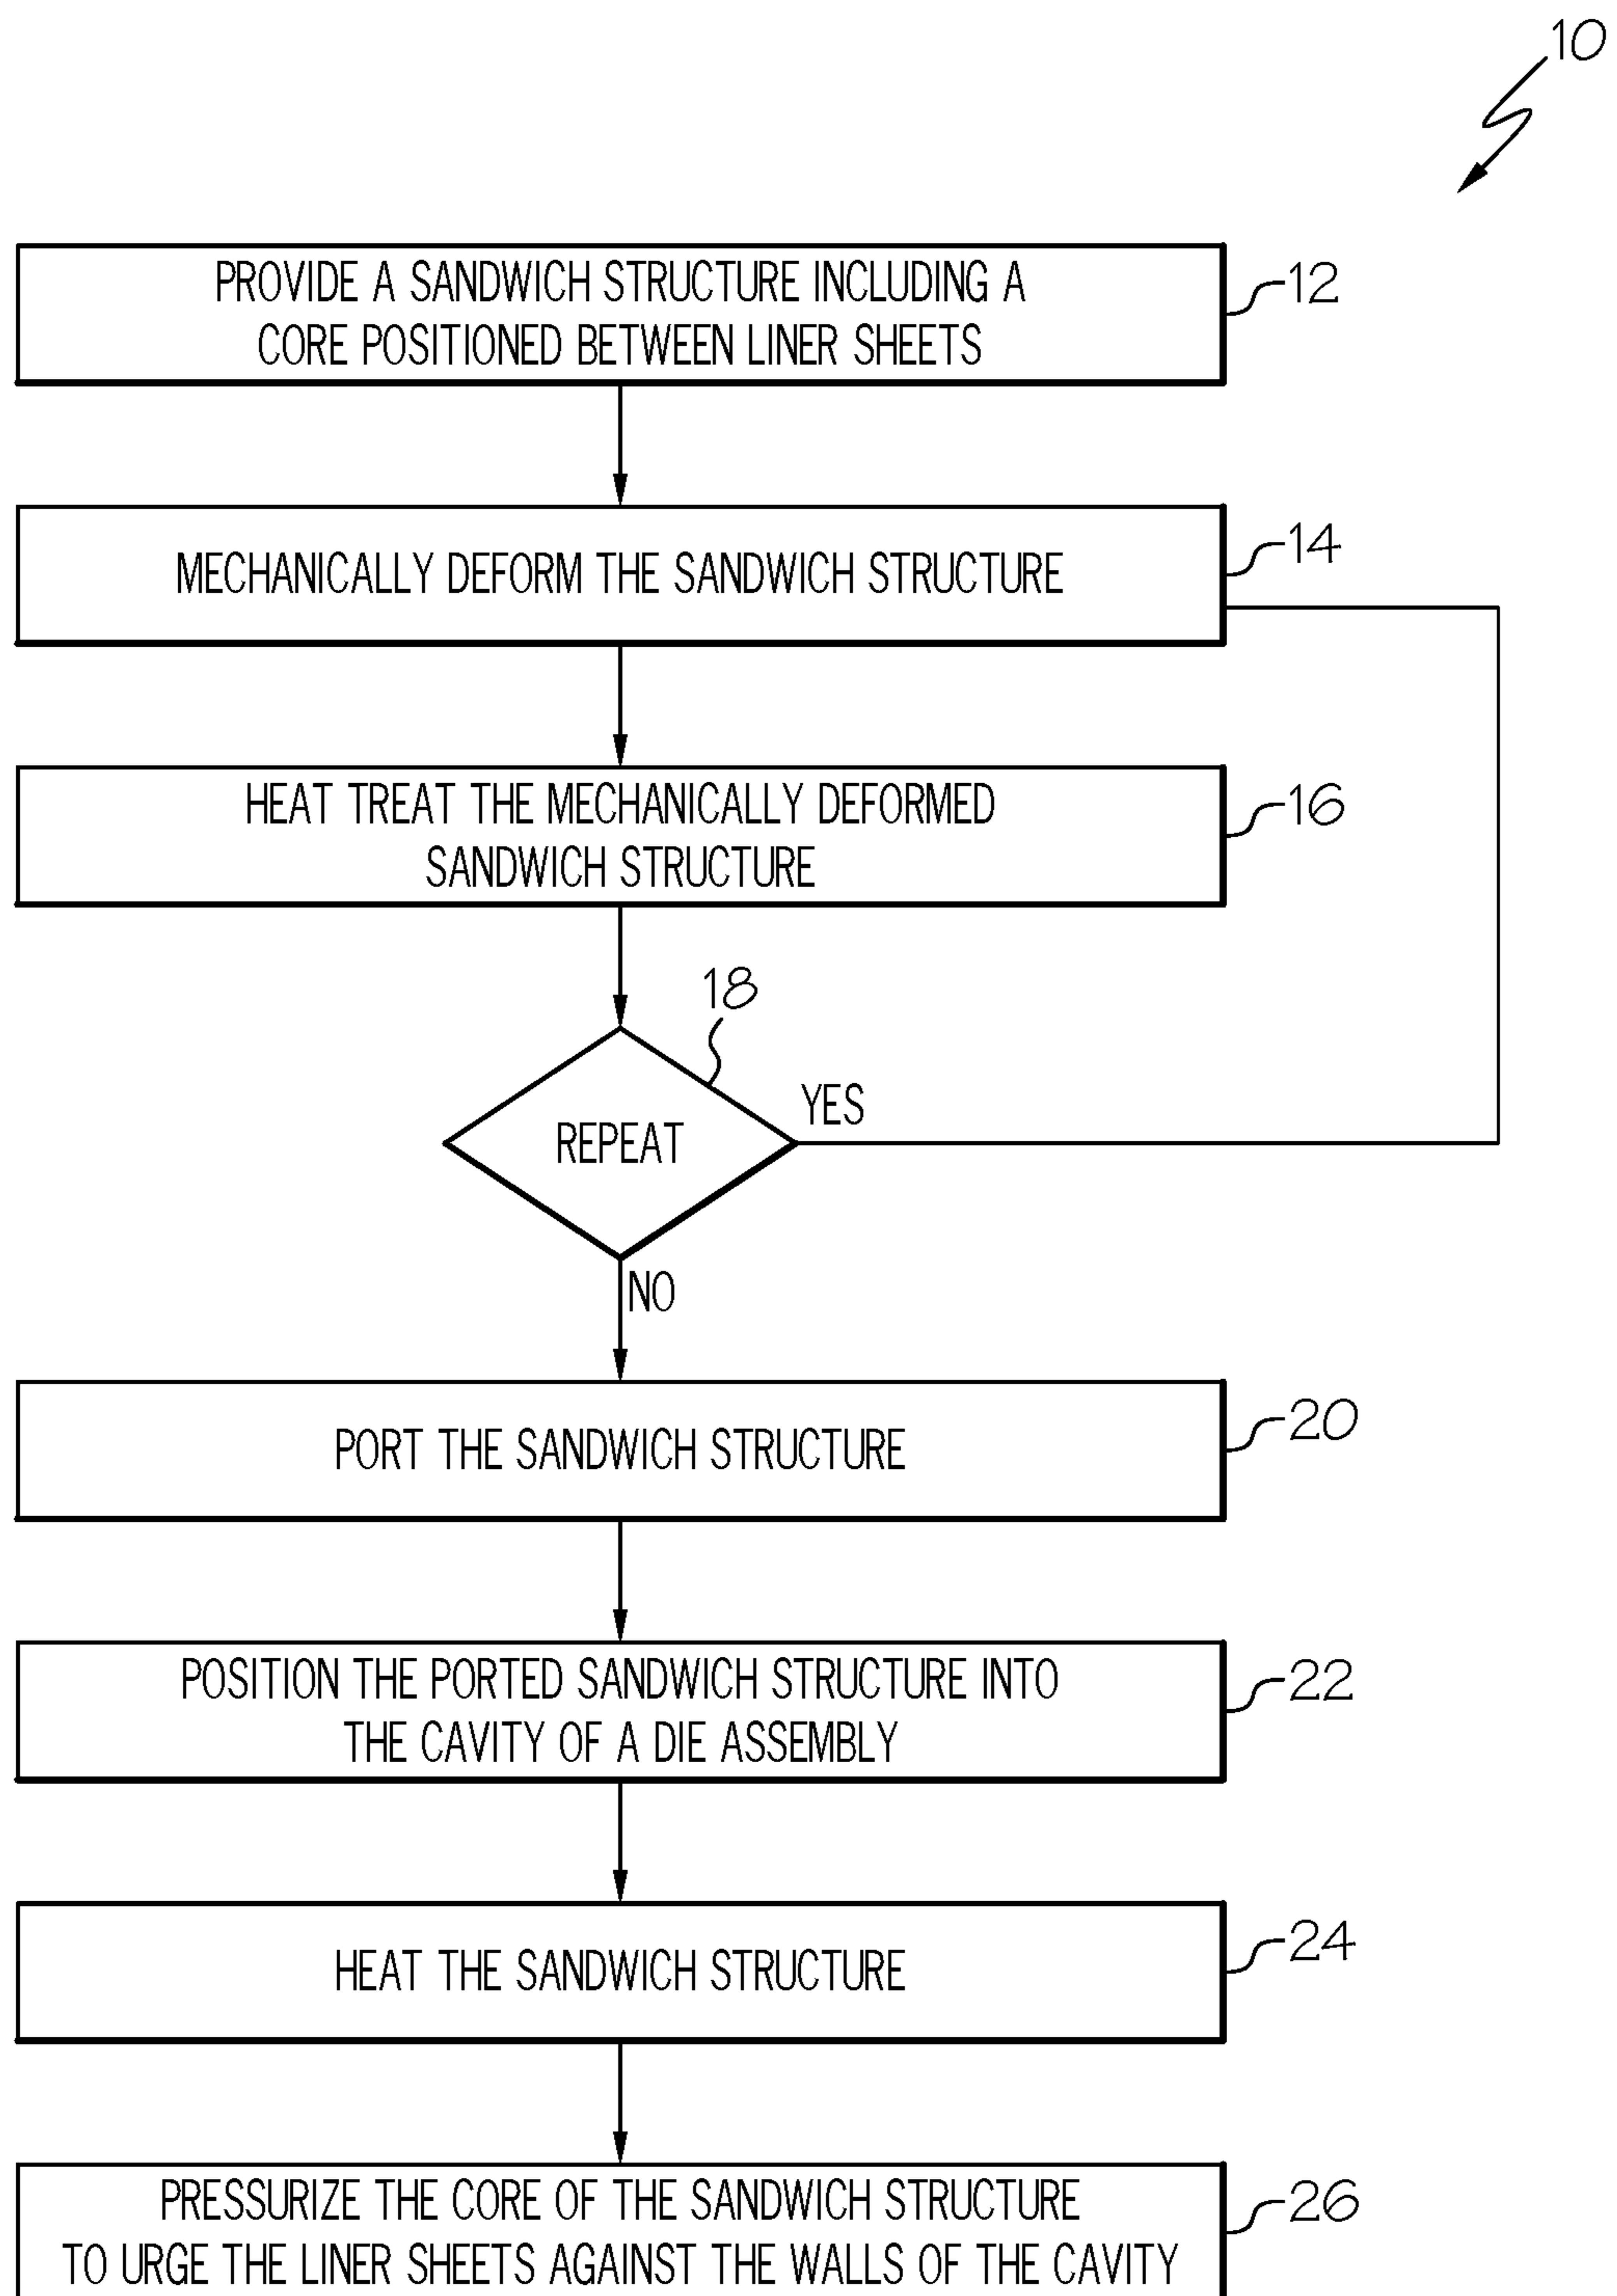 10
PROVIDE A SANDWICH STRUCTURE INCLUDING A
CORE POSITIONED BETWEEN LINER SHEETS
12
MECHANICALLY DEFORM THE SANDWICH STRUCTURE
14
HEAT TREAT THE MECHANICALLY DEFORMED
SANDWICH STRUCTURE
16
18
REPEAT
YES
NO
PORT THE SANDWICH STRUCTURE
20
POSITION THE PORTED SANDWICH STRUCTURE INTO
THE CAVITY OF A DIE ASSEMBLY
22
HEAT THE SANDWICH STRUCTURE
24
PRESSURIZE THE CORE OF THE SANDWICH STRUCTURE
TO URGE THE LINER SHEETS AGAINST THE WALLS OF THE CAVITY
26